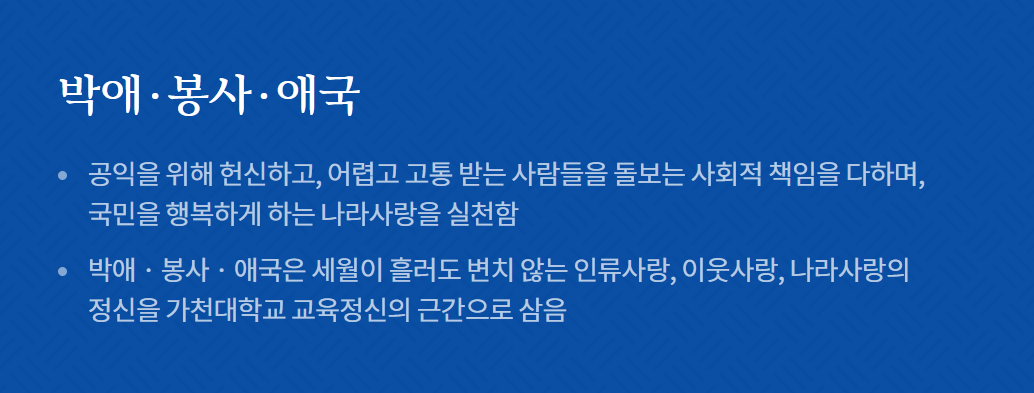 박애·봉사·애국
공익을 위해 헌신하고, 어렵고 고통 받는 사람들을 돌보는 사회적 책임을 다하며,
국민을 행복하게 하는 나라사랑을 실천함
박애 · 봉사 · 애국은 세월이 흘러도 변치 않는 인류사랑, 이웃사랑, 나라사랑의
정신을 가천대학교 교육정신의 근간으로 삼음